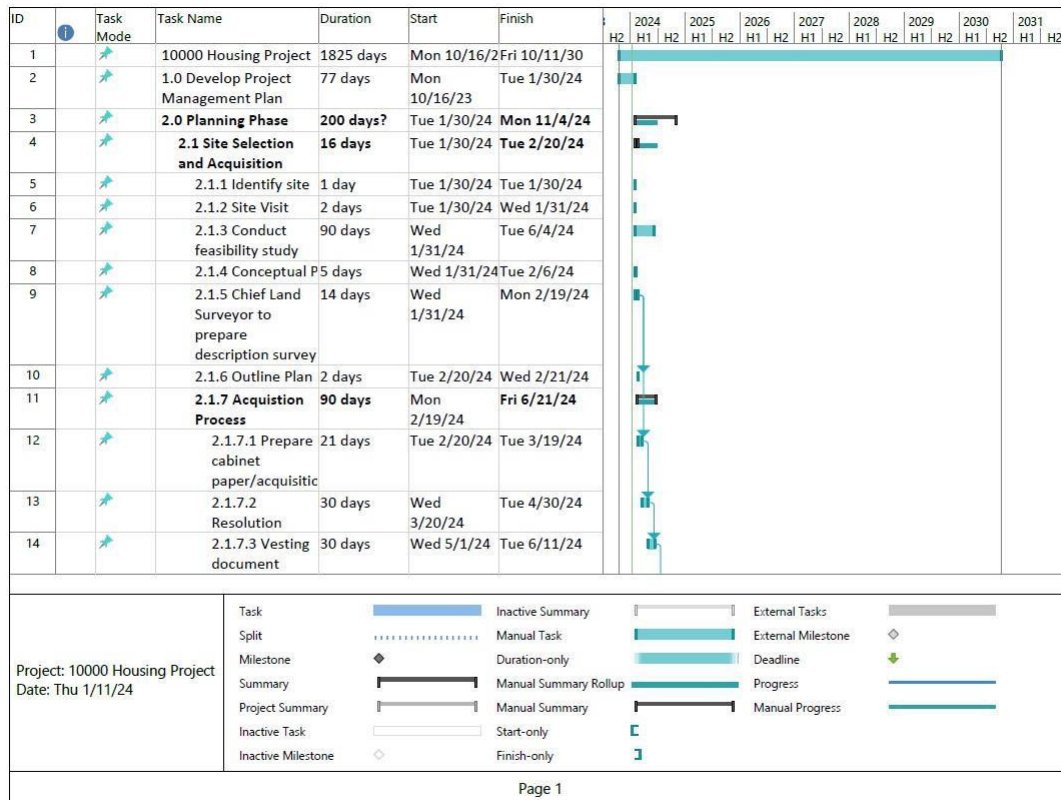 ID Task Mode Task Name Duration Start Finish 2024 2025 2026 2027 2028 2029 2030 2031
H2 H1 H2 H1 H2 H1 H2 H1 H2 H1 H2 H1 H2 H1 H2 H1 H2
1 10000 Housing Project 1825 days Mon 10/16/2 Fri 10/11/30
2 1.0 Develop Project Management Plan 77 days Mon 10/16/23 Tue 1/30/24
3 2.0 Planning Phase 200 days? Tue 1/30/24 Mon 11/4/24
4 2.1 Site Selection and Acquisition 16 days Tue 1/30/24 Tue 2/20/24
5 2.1.1 Identify site 1 day Tue 1/30/24 Tue 1/30/24
6 2.1.2 Site Visit 2 days Tue 1/30/24 Wed 1/31/24
7 2.1.3 Conduct feasibility study 90 days Wed 1/31/24 Tue 6/4/24
8 2.1.4 Conceptual P 5 days Wed 1/31/24 Tue 2/6/24
9 2.1.5 Chief Land Surveyor to prepare description survey 14 days Wed 1/31/24 Mon 2/19/24
10 2.1.6 Outline Plan 2 days Tue 2/20/24 Wed 2/21/24
11 2.1.7 Acquistion Process 90 days Mon 2/19/24 Fri 6/21/24
12 2.1.7.1 Prepare cabinet paper/acquisitic 21 days Tue 2/20/24 Tue 3/19/24
13 2.1.7.2 Resolution 30 days Wed 3/20/24 Tue 4/30/24
14 2.1.7.3 Vesting document 30 days Wed 5/1/24 Tue 6/11/24
Project: 10000 Housing Project
Date: Thu 1/11/24
Task
Split
Milestone
Summary
Project Summary
Inactive Task
Inactive Milestone
Inactive Summary
Manual Task
Duration-only
Manual Summary Rollup
Manual Summary
Start-only
Finish-only
External Tasks
External Milestone
Deadline
Progress
Manual Progress
Page 1